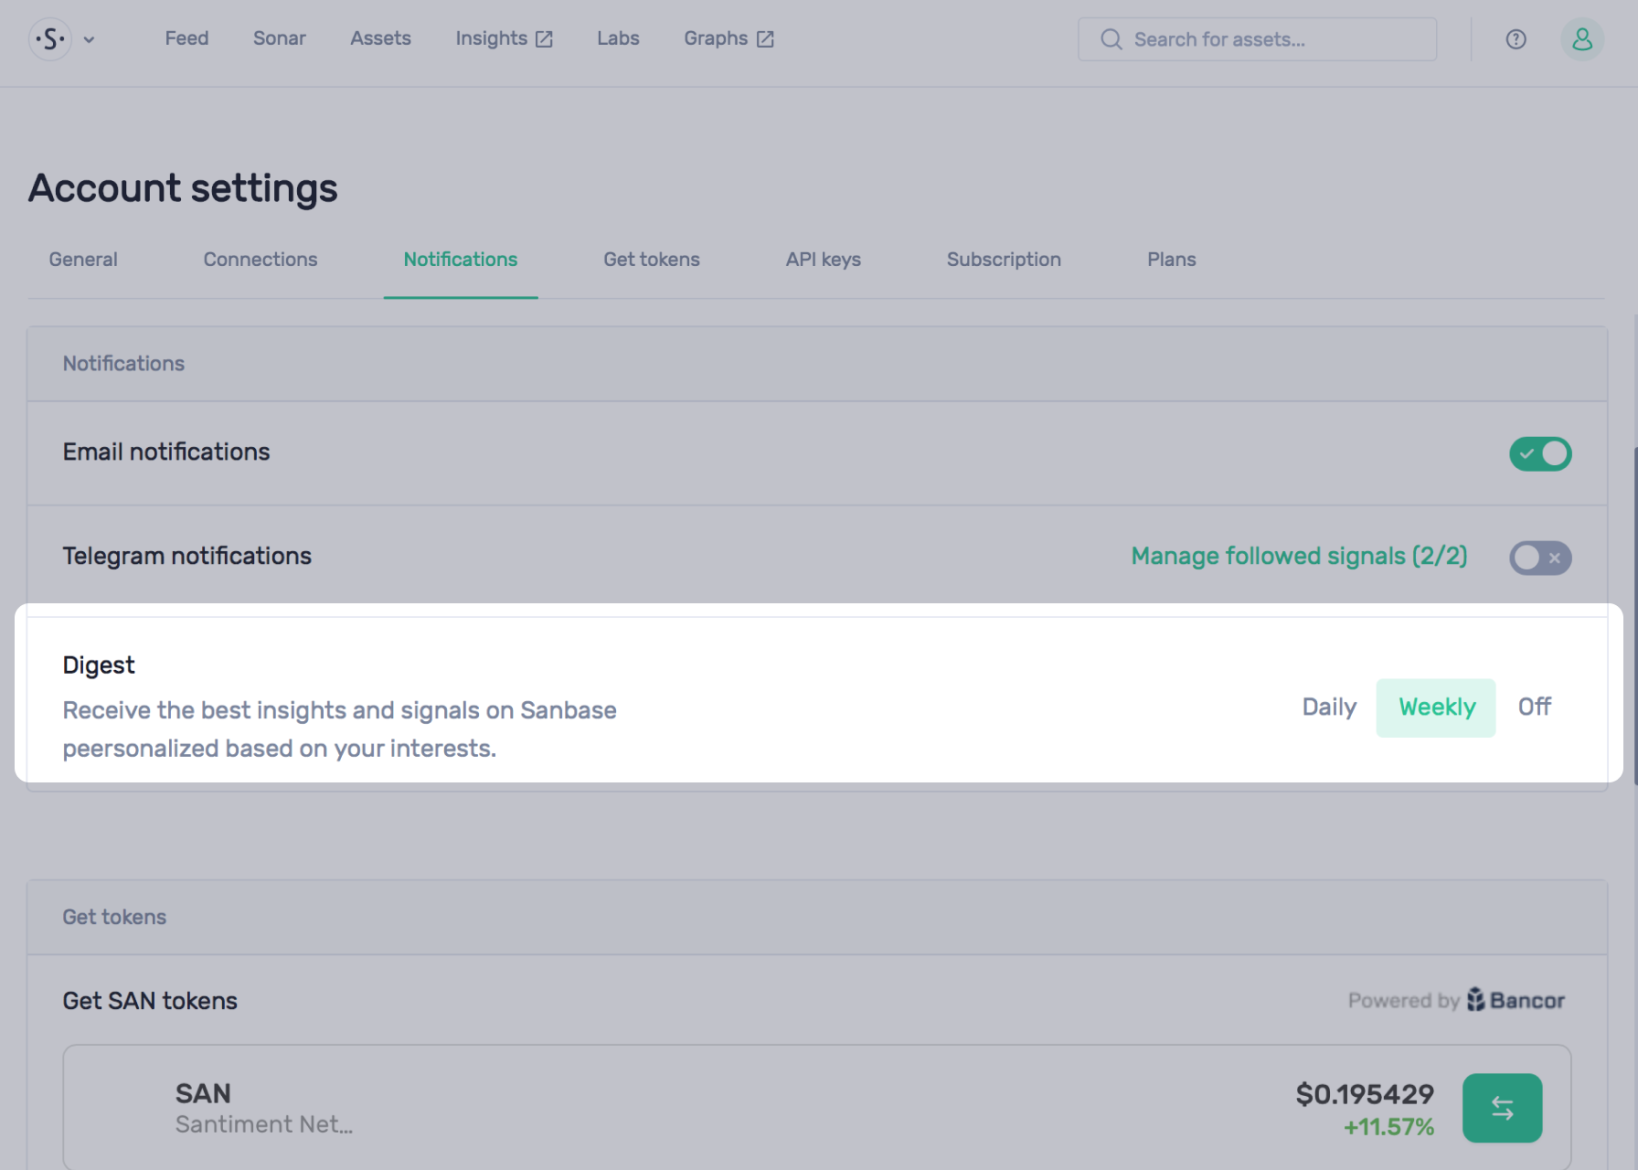 ·S·
Feed
Sonar
Assets
Insights
Labs
Graphs
Search for assets...
Account settings
General
Connections
Notifications
Get tokens
API keys
Subscription
Plans
Notifications
Email notifications
Telegram notifications
Manage followed signals (2/2)
Digest
Receive the best insights and signals on Sanbase
peersonalized based on your interests.
Daily
Weekly
Off
Get tokens
Get SAN tokens
Powered by Bancor
SAN
Santiment Net...
$0.195429
+11.57%